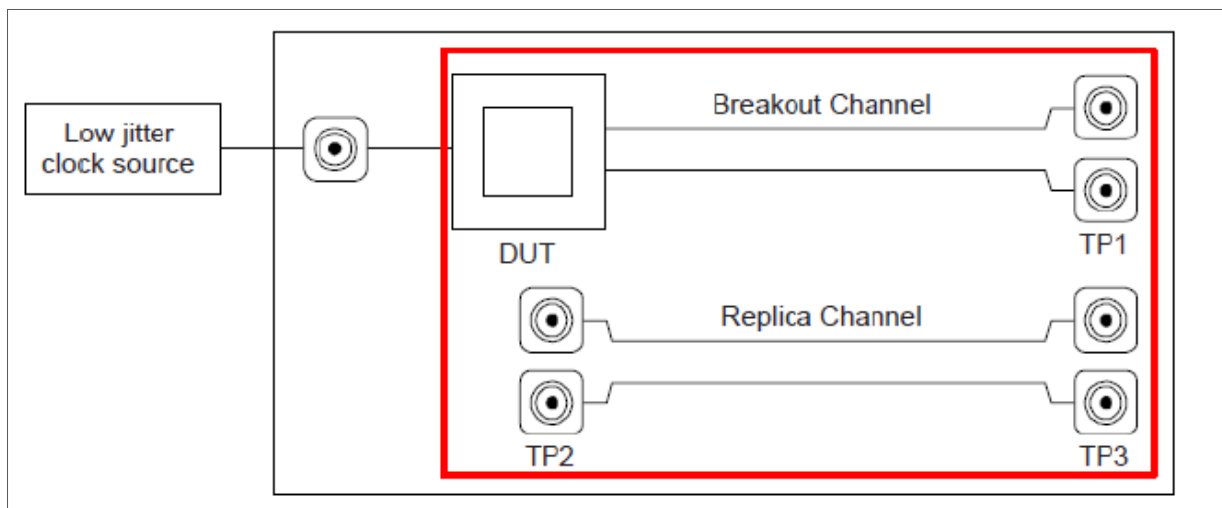 Low jitter
clock source
Breakout Channel
DUT
TP1
Replica Channel
TP2
TP3